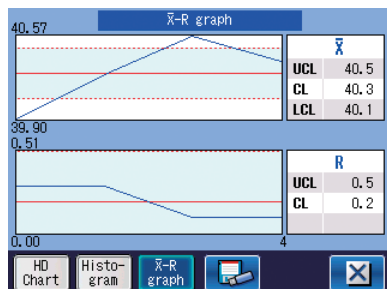 X̄-R graph
40.57
X̄
UCL 40.5
CL 40.3
LCL 40.1
39.90
0.51
R
UCL 0.5
CL 0.2
0.00
4
HD Chart
Histo-gram
X̄-R graph